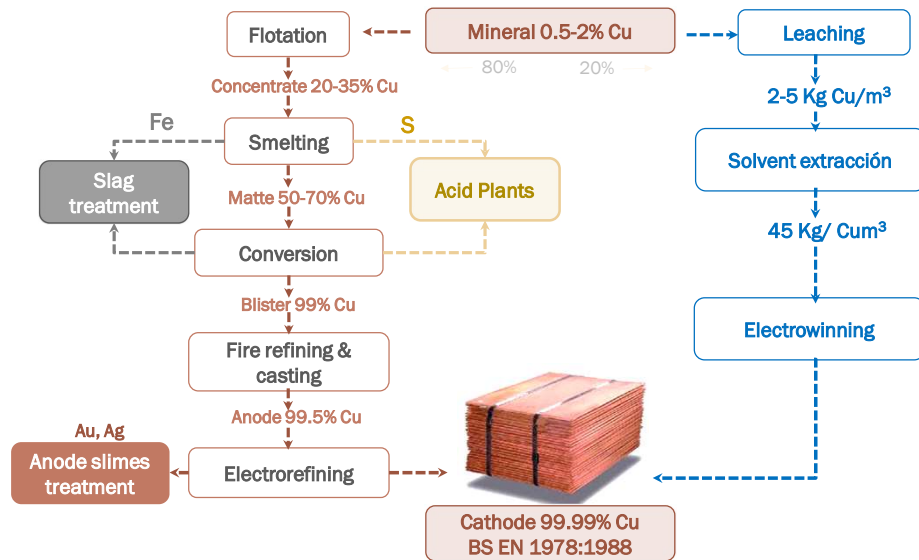 Flotation
Mineral 0.5-2% Cu
Leaching
80%
20%
Concentrate 20-35% Cu
2-5 Kg Cu/m³
Fe
S
Smelting
Solvent extracción
Slag
treatment
Acid Plants
Matte 50-70% Cu
45 Kg/ Cum³
Conversion
Blister 99% Cu
Electrowinning
Fire refining &
casting
Anode 99.5% Cu
Au, Ag
Anode slimes
treatment
Electrorefining
Cathode 99.99% Cu
BS EN 1978:1988